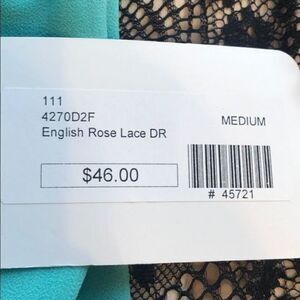 111
4270D2F
MEDIUM
English Rose Lace DR
$46.00
# 45721